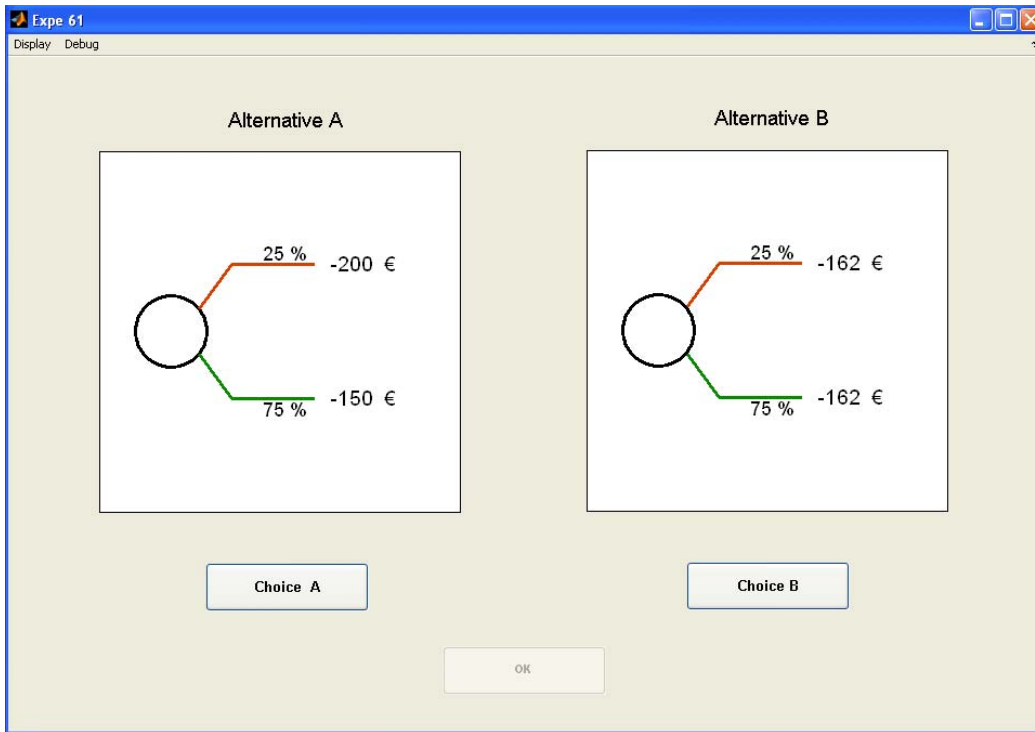 Expe 61
Display Debug
Alternative A
25 %
-200 €
75 %
-150 €
Choice A
Alternative B
25 %
-162 €
75 %
-162 €
Choice B
OK